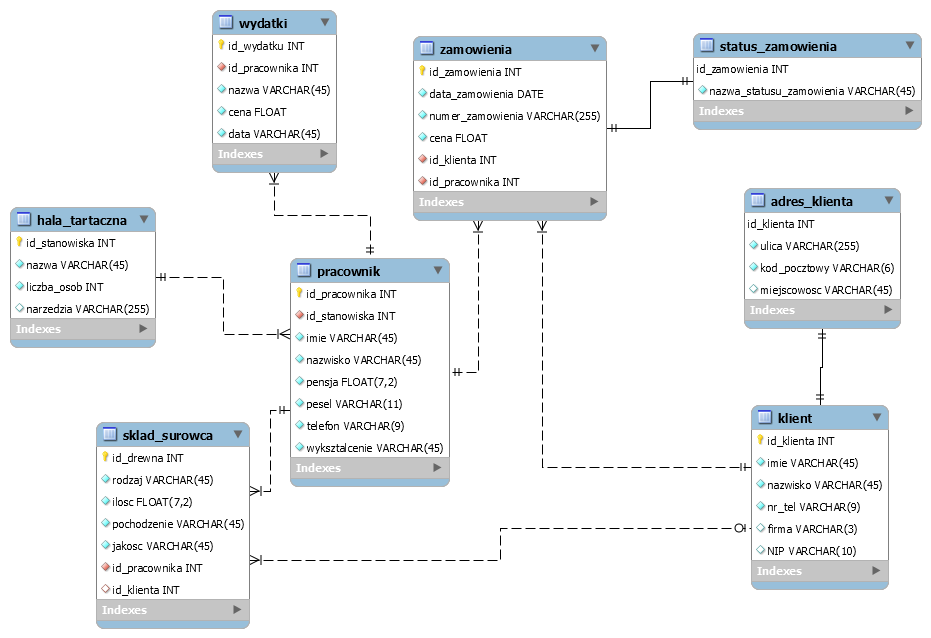 wydatki
id_wydatku INT
id_pracownika INT
nazwa VARCHAR(45)
cena FLOAT
data VARCHAR(45)
Indexes
zamowienia
id_zamowienia INT
data_zamowienia DATE
numer_zamowienia VARCHAR(255)
cena FLOAT
id_klienta INT
id_pracownika INT
Indexes
status_zamowienia
id_zamowienia INT
nazwa_statusu_zamowienia VARCHAR(45)
Indexes
hala_tartaczna
id_stanowiska INT
nazwa VARCHAR(45)
liczba_osob INT
narzedzia VARCHAR(255)
Indexes
pracownik
id_pracownika INT
id_stanowiska INT
imie VARCHAR(45)
nazwisko VARCHAR(45)
pensja FLOAT(7,2)
pesel VARCHAR(11)
telefon VARCHAR(9)
wyksztalcenie VARCHAR(45)
Indexes
adres_klienta
id_klienta INT
ulica VARCHAR(255)
kod_pocztowy VARCHAR(6)
miejscowosc VARCHAR(45)
Indexes
sklad_surowca
id_drewna INT
rodzaj VARCHAR(45)
ilosc FLOAT(7,2)
pochodzenie VARCHAR(45)
jakosc VARCHAR(45)
id_pracownika INT
id_klienta INT
Indexes
klient
id_klienta INT
imie VARCHAR(45)
nazwisko VARCHAR(45)
nr_tel VARCHAR(9)
firma VARCHAR(3)
NIP VARCHAR(10)
Indexes